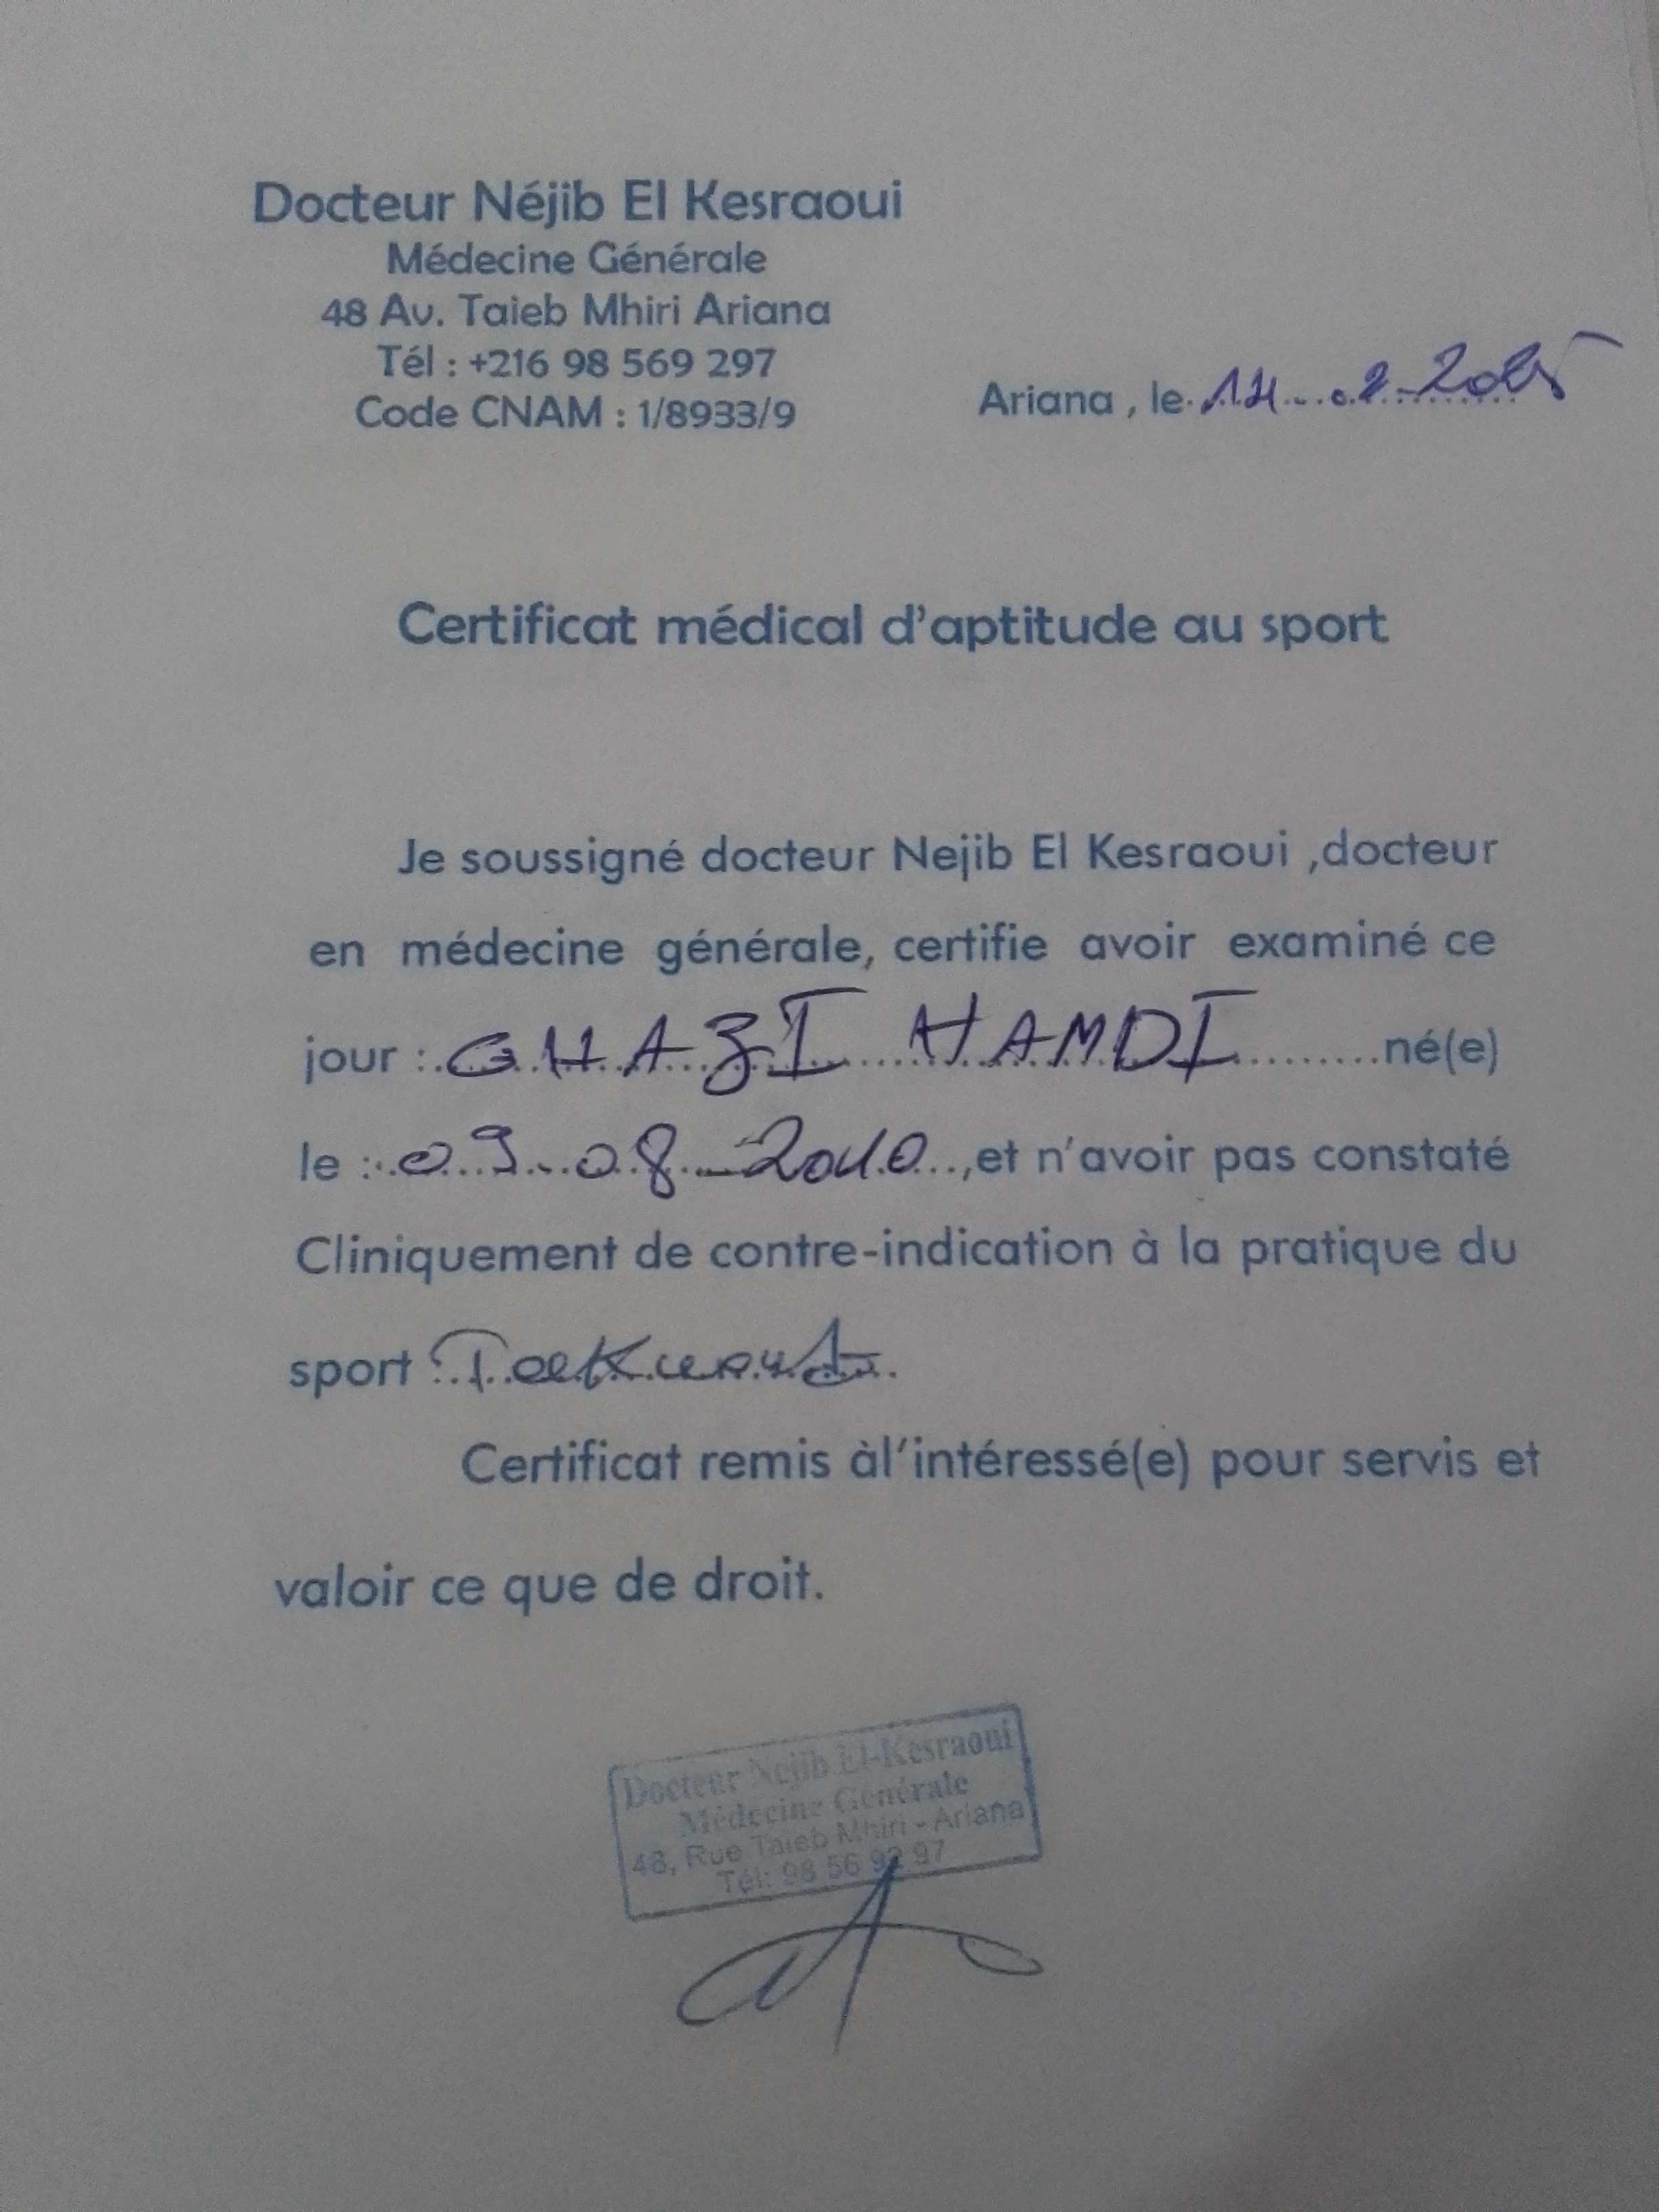 Docteur Néjib El Kesraoui
Médecine Générale
48 Av. Taieb Mhiri Ariana
Tél : +216 98 569 297
Code CNAM : 1/8933/9
Ariana , le
Certificat médical d'aptitude au sport
Je soussigné docteur Nejib El Kesraoui ,docteur
en médecine générale, certifie avoir examiné ce
jour : GHAZI HAMDI né(e)
le : 09 - 08 - 2010 ,et n'avoir pas constaté
Cliniquement de contre-indication à la pratique du
sport :
Certificat remis àl'intéressé(e) pour servis et
valoir ce que de droit.
Docteur Nejib El-Kesraoui
Médecine Générale
48, Rue Taieb Mhiri - Ariana
Tél: 98 56 92 97